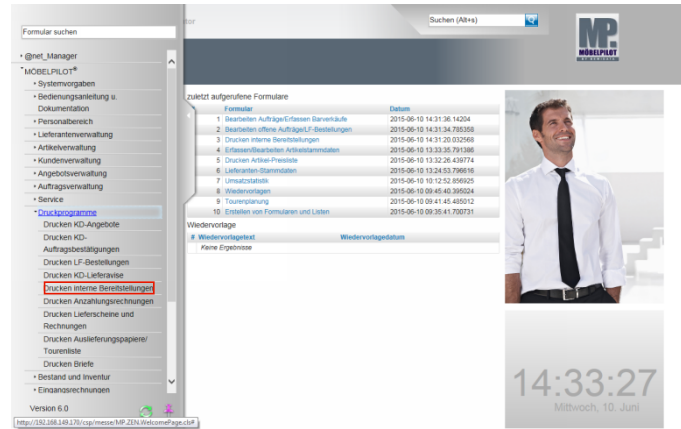 Formular suchen
Suchen (Alt+s)
MP.
MÖBELPILOT
@net_Manager
MÖBELPILOT®
Systemvorgaben
Bedienungsanleitung u.
Dokumentation
Personalbereich
Lieferantenverwaltung
Artikelverwaltung
Kundenverwaltung
Angebotsverwaltung
Auftragsverwaltung
Service
Druckprogramme
Drucken KD-Angebote
Drucken KD-
Auftragsbestätigungen
Drucken LF-Bestellungen
Drucken KD-Lieferavise
Drucken interne Bereitstellungen
Drucken Anzahlungsrechnungen
Drucken Lieferscheine und
Rechnungen
Drucken Auslieferungspapiere/
Tourenliste
Drucken Briefe
Bestand und Inventur
Eingangsrechnungen
Version 6.0
http://192.168.149.170/csp/messe/MP.ZEN.WelcomePage.cls#
zuletzt aufgerufene Formulare
Formular Datum
1 Bearbeiten Aufträge/Erfassen Barverkäufe 2015-06-10 14:31:36.14204
2 Bearbeiten offene Aufträge/LF-Bestellungen 2015-06-10 14:31:34.785358
3 Drucken interne Bereitstellungen 2015-06-10 14:31:20.032568
4 Erfassen/Bearbeiten Artikelstammdaten 2015-06-10 13:33:35.791386
5 Drucken Artikel-Preisliste 2015-06-10 13:32:26.439774
6 Lieferanten-Stammdaten 2015-06-10 13:24:53.796616
7 Umsatzstatistik 2015-06-10 10:12:52.856925
8 Wiedervorlagen 2015-06-10 09:45:40.395024
9 Tourenplanung 2015-06-10 09:41:45.485012
10 Erstellen von Formularen und Listen 2015-06-10 09:35:41.700731
Wiedervorlage
# Wiedervorlagetext Wiedervorlagedatum
Keine Ergebnisse
14:33:27
Mittwoch, 10. Juni